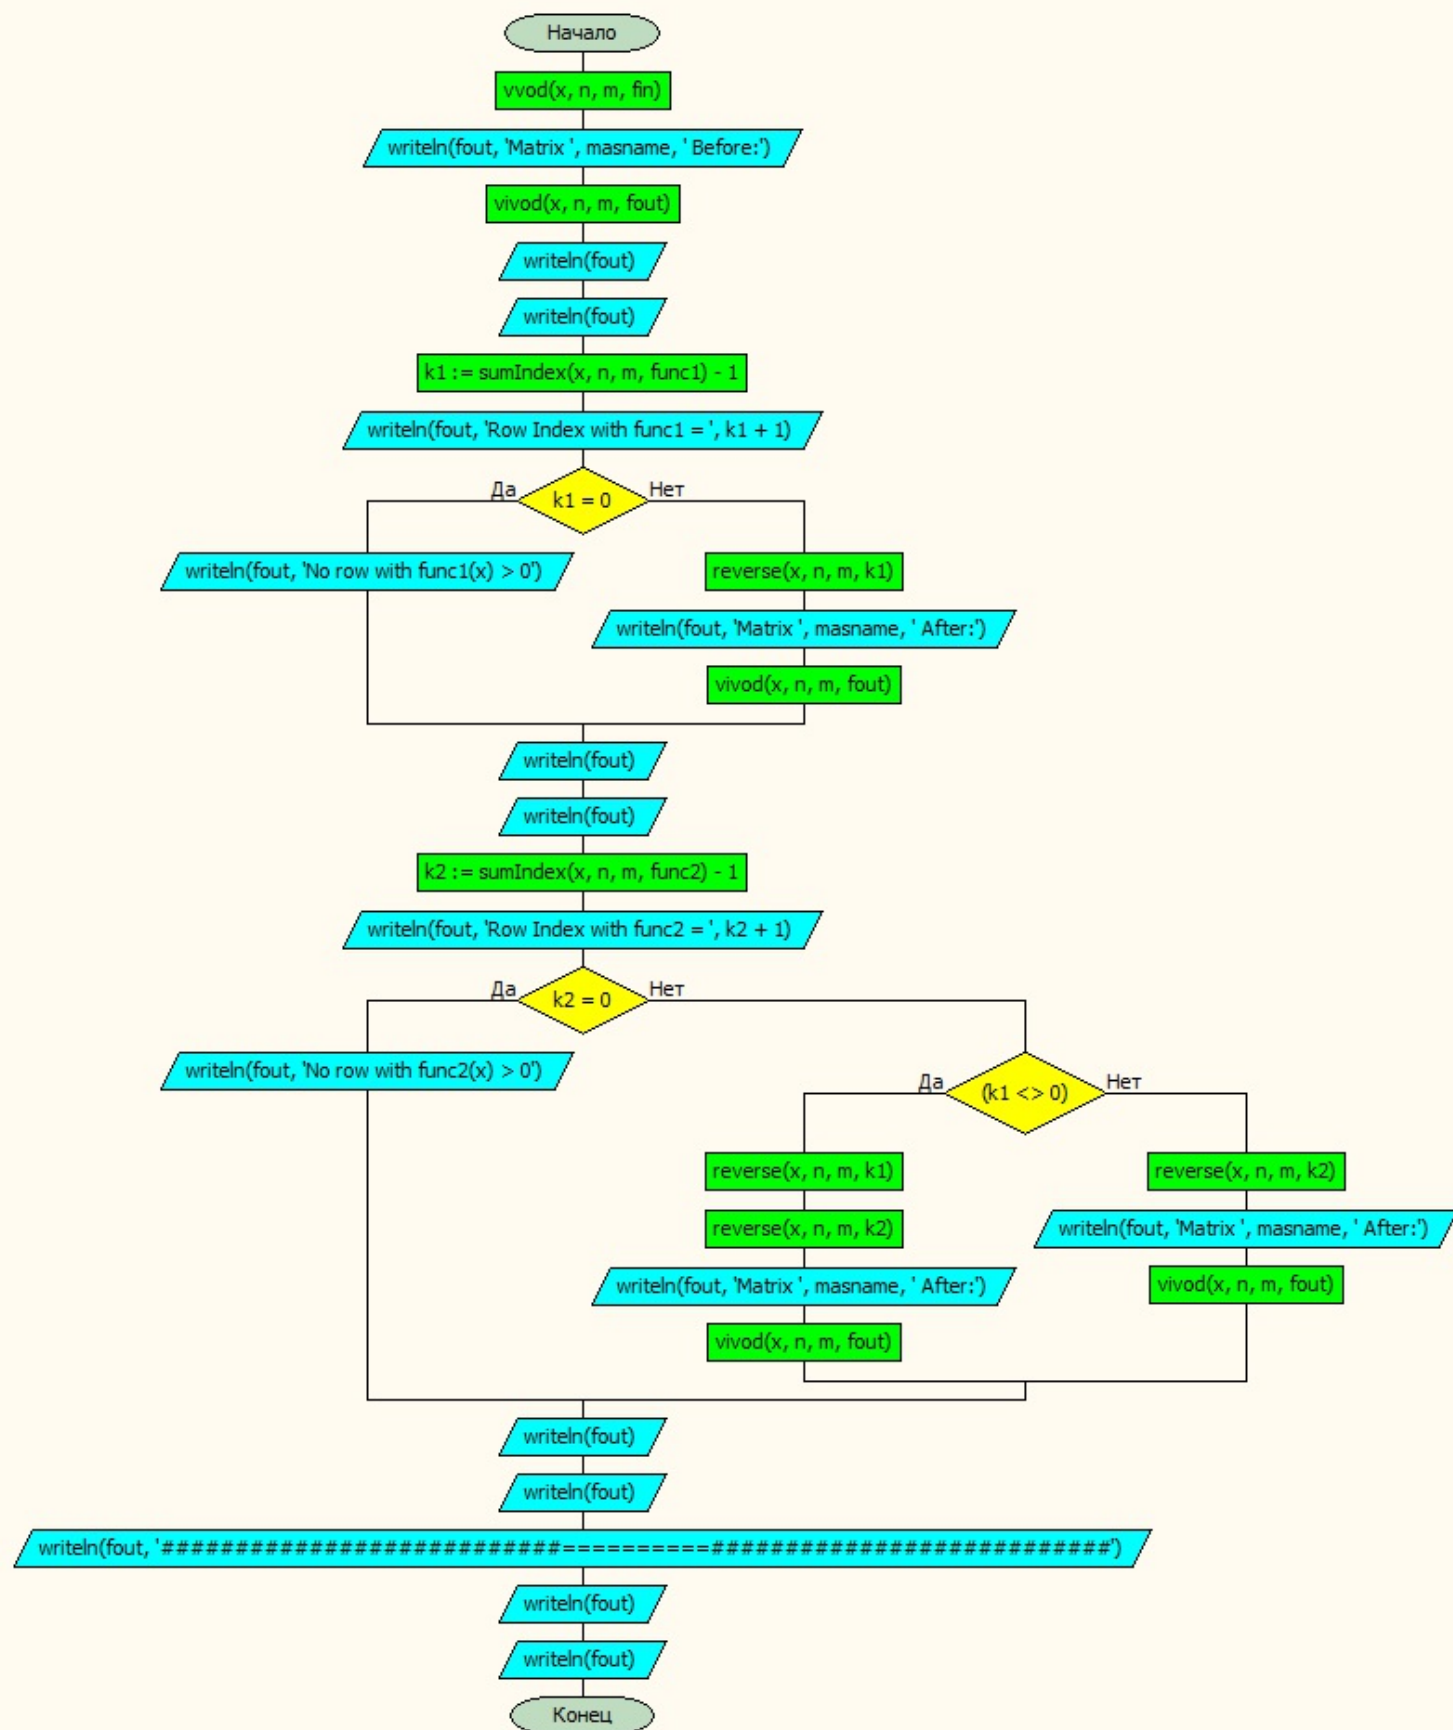 Начало
vvod(x, n, m, fin)
writeln(fout, 'Matrix ', masname, ' Before:')
vivod(x, n, m, fout)
writeln(fout)
writeln(fout)
k1 := sumIndex(x, n, m, func1) - 1
writeln(fout, 'Row Index with func1 = ', k1 + 1)
Да
k1 = 0
Нет
writeln(fout, 'No row with func1(x) > 0')
reverse(x, n, m, k1)
writeln(fout, 'Matrix ', masname, ' After:')
vivod(x, n, m, fout)
writeln(fout)
writeln(fout)
k2 := sumIndex(x, n, m, func2) - 1
writeln(fout, 'Row Index with func2 = ', k2 + 1)
Да
k2 = 0
Нет
writeln(fout, 'No row with func2(x) > 0')
Да
(k1 <> 0)
Нет
reverse(x, n, m, k1)
reverse(x, n, m, k2)
writeln(fout, 'Matrix ', masname, ' After:')
vivod(x, n, m, fout)
reverse(x, n, m, k2)
writeln(fout, 'Matrix ', masname, ' After:')
vivod(x, n, m, fout)
writeln(fout)
writeln(fout)
writeln(fout, '###########################==========###########################')
writeln(fout)
writeln(fout)
Конец